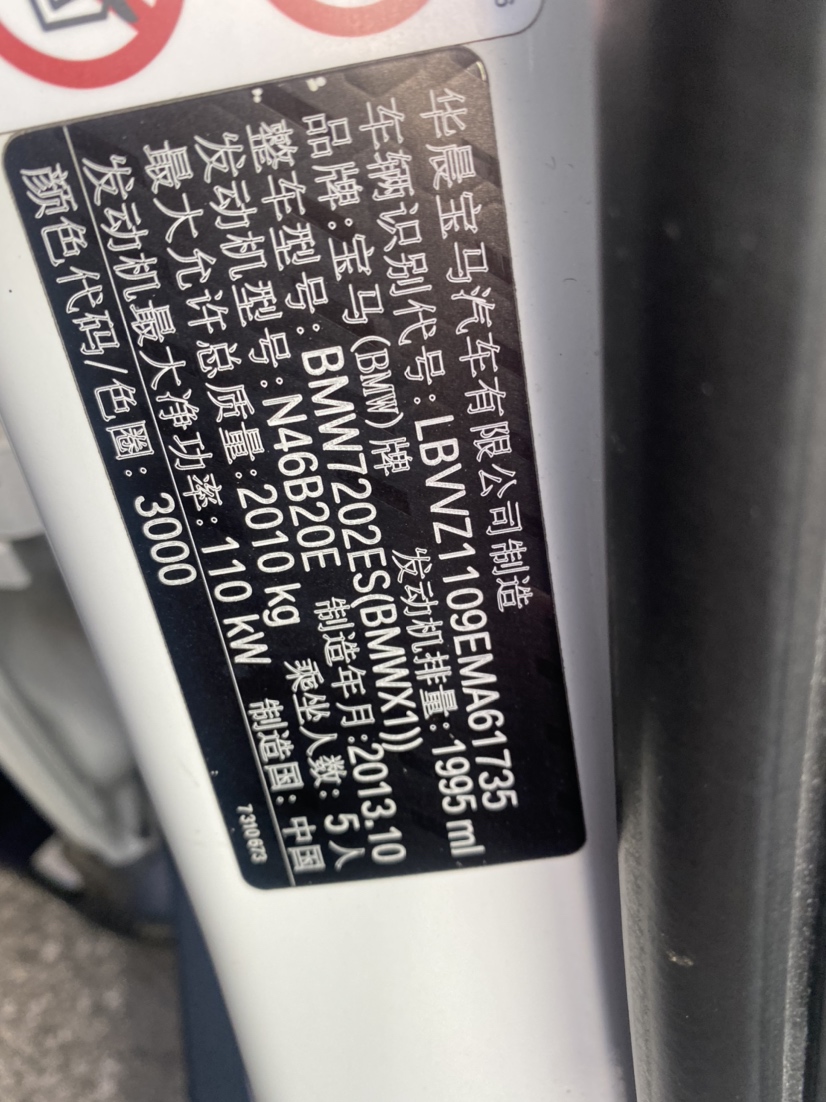 华晨宝马汽车有限公司制造
车辆识别代号:LBVVZ1109EMA61735
品牌:宝马(BMW)牌 发动机排量:1995 ml
整车型号:BMW7202ES(BMWX1))
发动机型号:N46B20E 制造年月:2013.10
最大允许总质量:2010 kg 乘坐人数:5人
发动机最大净功率:110 kW 制造国:中国
颜色代码/色圈:3000
7310673